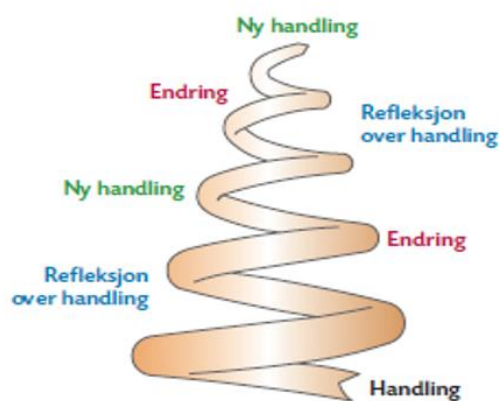 Ny handling
Endring
Refleksjon
over handling
Ny handling
Endring
Refleksjon
over handling
Handling